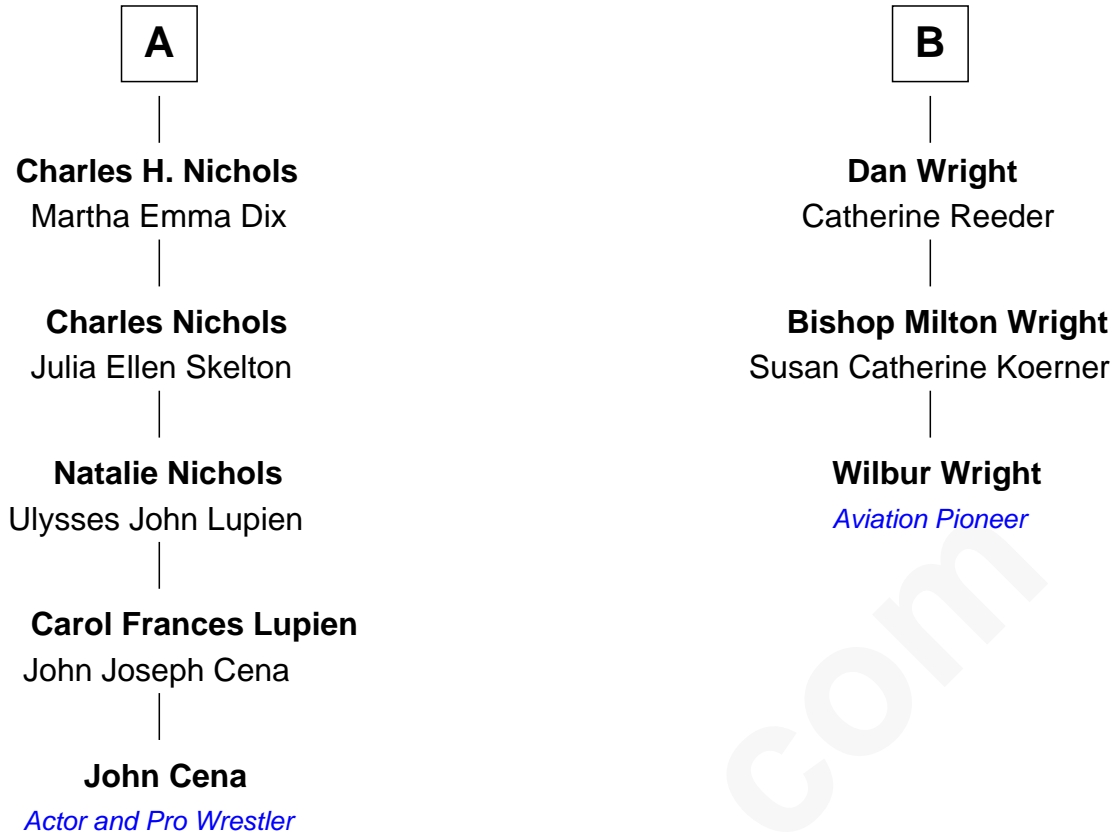 A
Charles H. Nichols
Martha Emma Dix
Charles Nichols
Julia Ellen Skelton
Natalie Nichols
Ulysses John Lupien
Carol Frances Lupien
John Joseph Cena
John Cena
Actor and Pro Wrestler
B
Dan Wright
Catherine Reeder
Bishop Milton Wright
Susan Catherine Koerner
Wilbur Wright
Aviation Pioneer
com